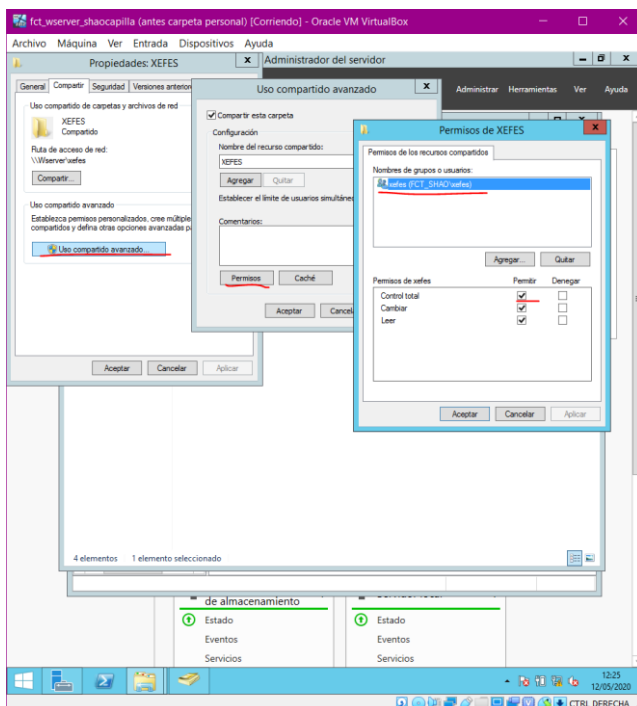 fct_wserver_shaocapilla (antes carpeta personal) [Corriendo] - Oracle VM VirtualBox
Archivo Máquina Ver Entrada Dispositivos Ayuda
Administrador del servidor
Administrar Herramientas Ver Ayuda
Propiedades: XEFES
General Compartir Seguridad Versiones anteriores
Uso compartido de carpetas y archivos de red
XEFES
Compartido
Ruta de acceso de red:
\\Wserver\xefes
Compartir...
Uso compartido avanzado
Establezca permisos personalizados, cree múltiple
compartidos y defina otras opciones avanzadas pa
Uso compartido avanzado...
Aceptar Cancelar Aplicar
Uso compartido avanzado
Compartir esta carpeta
Configuración
Nombre del recurso compartido:
XEFES
Agregar Quitar
Establecer el límite de usuarios simultáne
Comentarios:
Permisos Caché
Aceptar Cancel
Permisos de XEFES
Permisos de los recursos compartidos
Nombres de grupos o usuarios:
xefes (FCT_SHAO\xefes)
Agregar... Quitar
Permisos de xefes Permitir Denegar
Control total
Cambiar
Leer
Aceptar Cancelar Aplicar
4 elementos 1 elemento seleccionado
de almacenamiento
Estado
Eventos
Servicios
Estado
Eventos
Servicios
12:25
12/05/2020
CTRL DERECHA